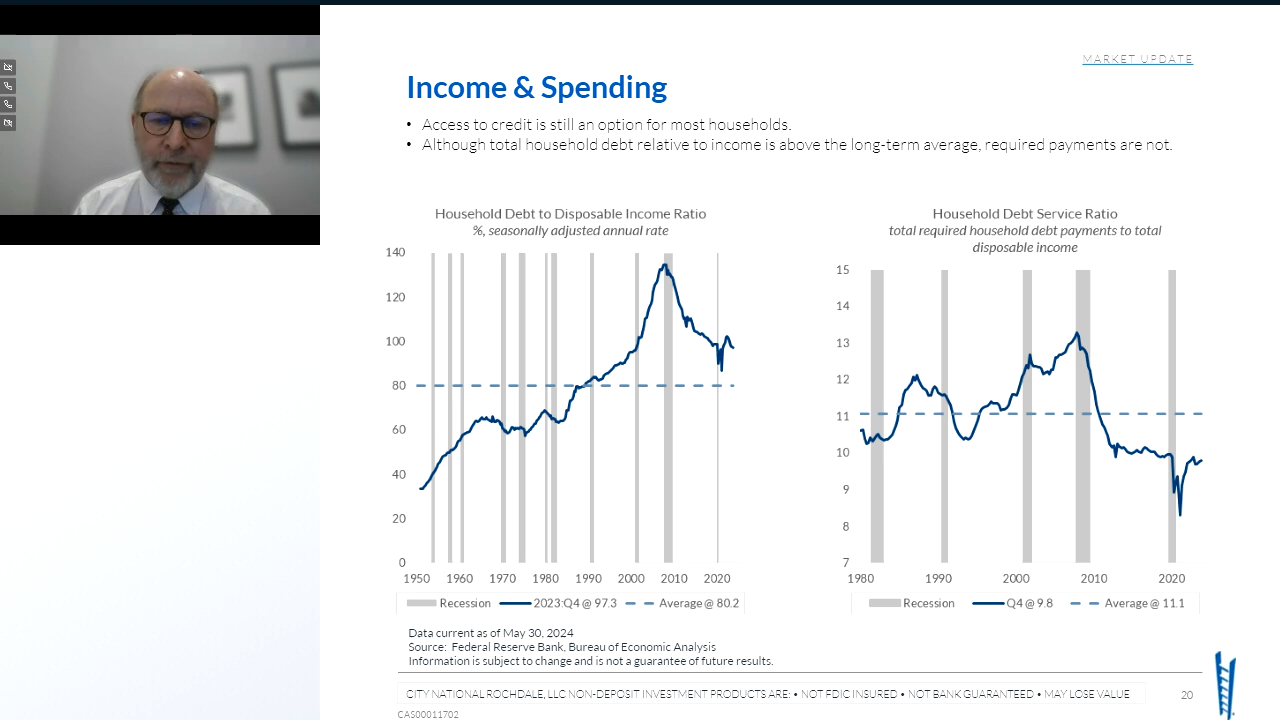 MARKET UPDATE
Income & Spending
• Access to credit is still an option for most households.
• Although total household debt relative to income is above the long-term average, required payments are not.
Household Debt to Disposable Income Ratio
%, seasonally adjusted annual rate
140
120
100
80
60
40
20
0
1950 1960 1970 1980 1990 2000 2010 2020
Recession 2023:Q4 @ 97.3 Average @ 80.2
Household Debt Service Ratio
total required household debt payments to total
disposable income
15
14
13
12
11
10
9
8
7
1980 1990 2000 2010 2020
Recession Q4 @ 9.8 Average @ 11.1
Data current as of May 30, 2024
Source: Federal Reserve Bank, Bureau of Economic Analysis
Information is subject to change and is not a guarantee of future results.
CITY NATIONAL ROCHDALE, LLC NON-DEPOSIT INVESTMENT PRODUCTS ARE: • NOT FDIC INSURED • NOT BANK GUARANTEED • MAY LOSE VALUE
20
CAS00011702